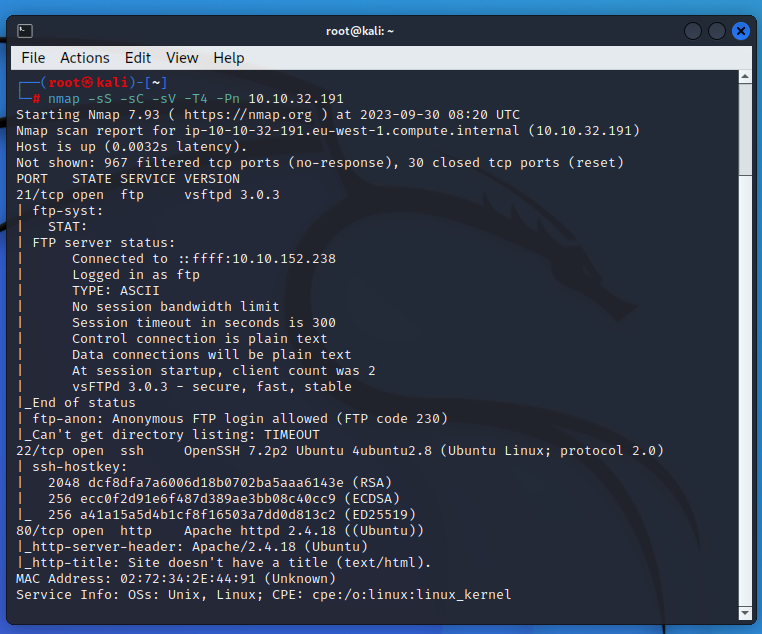 root@kali: ~
File Actions Edit View Help
┌──(root㉿kali)-[~]
└─# nmap -sS -sC -sV -T4 -Pn 10.10.32.191
Starting Nmap 7.93 ( https://nmap.org ) at 2023-09-30 08:20 UTC
Nmap scan report for ip-10-10-32-191.eu-west-1.compute.internal (10.10.32.191)
Host is up (0.0032s latency).
Not shown: 967 filtered tcp ports (no-response), 30 closed tcp ports (reset)
PORT   STATE SERVICE VERSION
21/tcp open  ftp     vsftpd 3.0.3
| ftp-syst:
|   STAT:
| FTP server status:
|      Connected to ::ffff:10.10.152.238
|      Logged in as ftp
|      TYPE: ASCII
|      No session bandwidth limit
|      Session timeout in seconds is 300
|      Control connection is plain text
|      Data connections will be plain text
|      At session startup, client count was 2
|      vsFTPd 3.0.3 - secure, fast, stable
|_End of status
| ftp-anon: Anonymous FTP login allowed (FTP code 230)
|_Can't get directory listing: TIMEOUT
22/tcp open  ssh     OpenSSH 7.2p2 Ubuntu 4ubuntu2.8 (Ubuntu Linux; protocol 2.0)
| ssh-hostkey:
|   2048 dcf8dfa7a6006d18b0702ba5aaa6143e (RSA)
|   256 ecc0f2d91e6f487d389ae3bb08c40cc9 (ECDSA)
|_  256 a41a15a5d4b1cf8f16503a7dd0d813c2 (ED25519)
80/tcp open  http    Apache httpd 2.4.18 ((Ubuntu))
|_http-server-header: Apache/2.4.18 (Ubuntu)
|_http-title: Site doesn't have a title (text/html).
MAC Address: 02:72:34:2E:44:91 (Unknown)
Service Info: OSs: Unix, Linux; CPE: cpe:/o:linux:linux_kernel